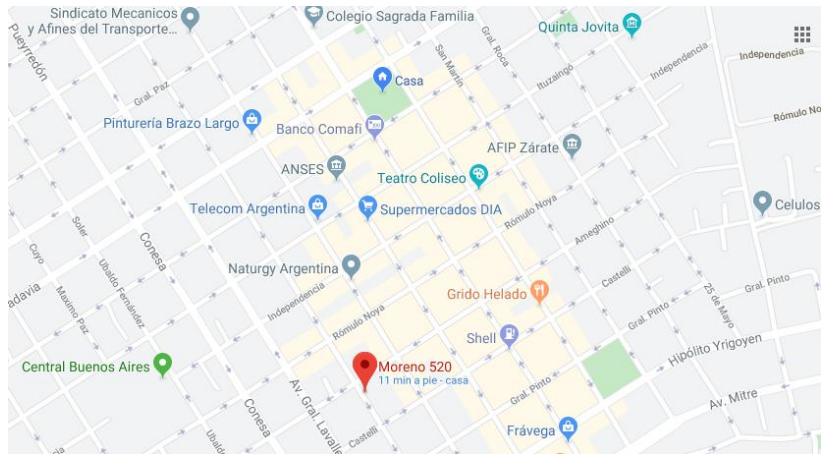 Sindicato Mecanicos
y Afines del Transporte...
Colegio Sagrada Familia
Quinta Jovita
Pueyrredón
San Martín
Gral. Roca
Independencia
Independencia
Gral. Paz
Casa
Ituzaingó
Rómulo No
Pinturería Brazo Largo
Banco Comafi
AFIP Zárate
ANSES
Teatro Coliseo
Telecom Argentina
Supermercados DIA
Rómulo Noya
Celulos
Soler
Conesa
Ameghino
Cuyo
Ubaldo Fernández
Naturgy Argentina
Castelli
adavia
Maximo Paz
Independencia
Grido Helado
25 de Mayo
Gral. Pinto
Rómulo Noya
Gral. Pinto
Shell
Hipólito Yrigoyen
Central Buenos Aires
Moreno 520
11 min a pie - casa
Gral. Pinto
Av. Mitre
Conesa
Av. Gral. Lavalle
Ubaldo
Castelli
Frávega